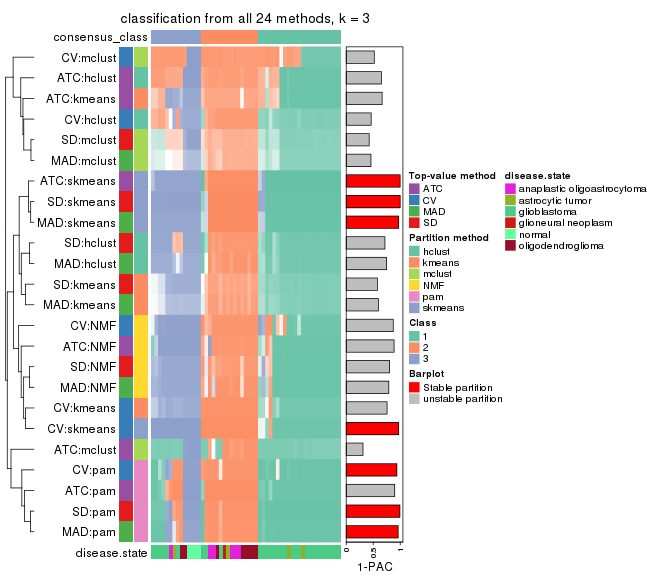 classification from all 24 methods, k = 3
consensus_class
CV:mclust
ATC:hclust
ATC:kmeans
CV:hclust
SD:mclust
MAD:mclust
ATC:skmeans
SD:skmeans
MAD:skmeans
SD:hclust
MAD:hclust
SD:kmeans
MAD:kmeans
CV:NMF
ATC:NMF
SD:NMF
MAD:NMF
CV:kmeans
CV:skmeans
ATC:mclust
CV:pam
ATC:pam
SD:pam
MAD:pam
disease.state
0 0.5 1
1-PAC
Top-value method
ATC
CV
MAD
SD
Partition method
hclust
kmeans
mclust
NMF
pam
skmeans
Class
1
2
3
Barplot
Stable partition
unstable partition
disease.state
anaplastic oligoastrocytoma
astrocytic tumor
glioblastoma
glioneural neoplasm
normal
oligodendroglioma